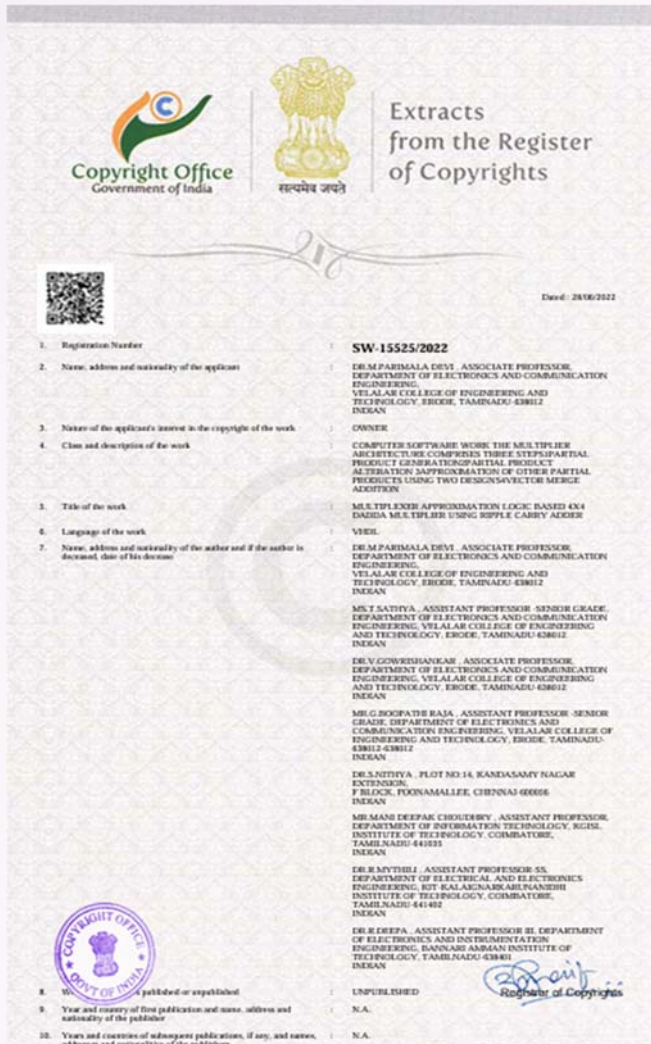 Copyright Office
Government of India
सत्यमेव जयते
Extracts
from the Register
of Copyrights
Dated : 28/06/2022
1. Registration Number : SW-15525/2022
2. Name, address and nationality of the applicant : DR.M.PARIMALA DEVI , ASSOCIATE PROFESSOR,
DEPARTMENT OF ELECTRONICS AND COMMUNICATION
ENGINEERING,
VELALAR COLLEGE OF ENGINEERING AND
TECHNOLOGY, ERODE, TAMINADU-638012
INDIAN
3. Nature of the applicant's interest in the copyright of the work : OWNER
4. Class and description of the work : COMPUTER SOFTWARE WORK THE MULTIPLIER
ARCHITECTURE COMPRISES THREE STEPS1PARTIAL
PRODUCT GENERATION2PARTIAL PRODUCT
ALTERATION 3APPROXIMATION OF OTHER PARTIAL
PRODUCTS USING TWO DESIGNS4VECTOR MERGE
ADDITION
5. Title of the work : MULTIPLEXER APPROXIMATION LOGIC BASED 4X4
DADDA MULTIPLIER USING RIPPLE CARRY ADDER
6. Language of the work : VHDL
7. Name, address and nationality of the author and if the author is
deceased, date of his decease : DR.M.PARIMALA DEVI , ASSOCIATE PROFESSOR,
DEPARTMENT OF ELECTRONICS AND COMMUNICATION
ENGINEERING,
VELALAR COLLEGE OF ENGINEERING AND
TECHNOLOGY, ERODE, TAMINADU-638012
INDIAN
MS.T.SATHYA , ASSISTANT PROFESSOR -SENIOR GRADE,
DEPARTMENT OF ELECTRONICS AND COMMUNICATION
ENGINEERING, VELALAR COLLEGE OF ENGINEERING
AND TECHNOLOGY, ERODE, TAMINADU-638012
INDIAN
DR.V.GOWRISHANKAR , ASSOCIATE PROFESSOR,
DEPARTMENT OF ELECTRONICS AND COMMUNICATION
ENGINEERING, VELALAR COLLEGE OF ENGINEERING
AND TECHNOLOGY, ERODE, TAMINADU-638012
INDIAN
MR.G.BOOPATHI RAJA , ASSISTANT PROFESSOR -SENIOR
GRADE, DEPARTMENT OF ELECTRONICS AND
COMMUNICATION ENGINEERING, VELALAR COLLEGE OF
ENGINEERING AND TECHNOLOGY, ERODE, TAMINADU-
638012-638012
INDIAN
DR.S.NITHYA , PLOT NO:14, KANDASAMY NAGAR
EXTENSION,
F BLOCK, POONAMALLEE, CHENNAI-600056
INDIAN
MR.MANI DEEPAK CHOUDHRY , ASSISTANT PROFESSOR,
DEPARTMENT OF INFORMATION TECHNOLOGY, KGISL
INSTITUTE OF TECHNOLOGY, COIMBATORE,
TAMILNADU-641035
INDIAN
DR.R.MYTHILI , ASSISTANT PROFESSOR-SS,
DEPARTMENT OF ELECTRICAL AND ELECTRONICS
ENGINEERING, KIT-KALAIGNARKARUNANIDHI
INSTITUTE OF TECHNOLOGY, COIMBATORE,
TAMILNADU-641402
INDIAN
DR.R.DEEPA , ASSISTANT PROFESSOR III, DEPARTMENT
OF ELECTRONICS AND INSTRUMENTATION
ENGINEERING, BANNARI AMMAN INSTITUTE OF
TECHNOLOGY, TAMILNADU-638401
INDIAN
COPYRIGHT OFFICE
GOVT OF INDIA
Registrar of Copyrights
8. published or unpublished : UNPUBLISHED
9. Year and country of first publication and name, address and
nationality of the publisher : N.A.
10. Years and countries of subsequent publications, if any, and names,
addresses and nationalities of the publishers : N.A.